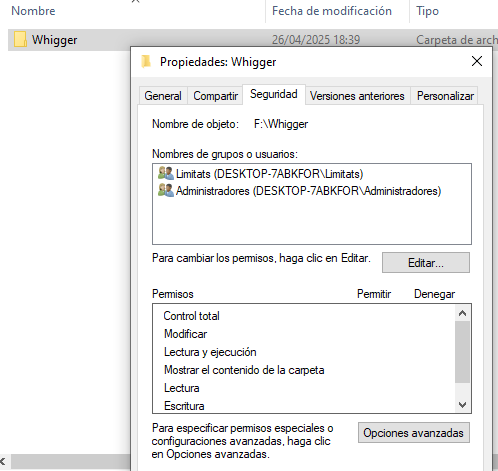 Nombre Fecha de modificación Tipo
Whigger 26/04/2025 18:39 Carpeta de arch
Propiedades: Whigger
General Compartir Seguridad Versiones anteriores Personalizar
Nombre de objeto: F:\Whigger
Nombres de grupos o usuarios:
Limitats (DESKTOP-7ABKFOR\Limitats)
Administradores (DESKTOP-7ABKFOR\Administradores)
Para cambiar los permisos, haga clic en Editar. Editar...
Permisos Permitir Denegar
Control total
Modificar
Lectura y ejecución
Mostrar el contenido de la carpeta
Lectura
Escritura
Para especificar permisos especiales o
configuraciones avanzadas, haga clic
en Opciones avanzadas.
Opciones avanzadas